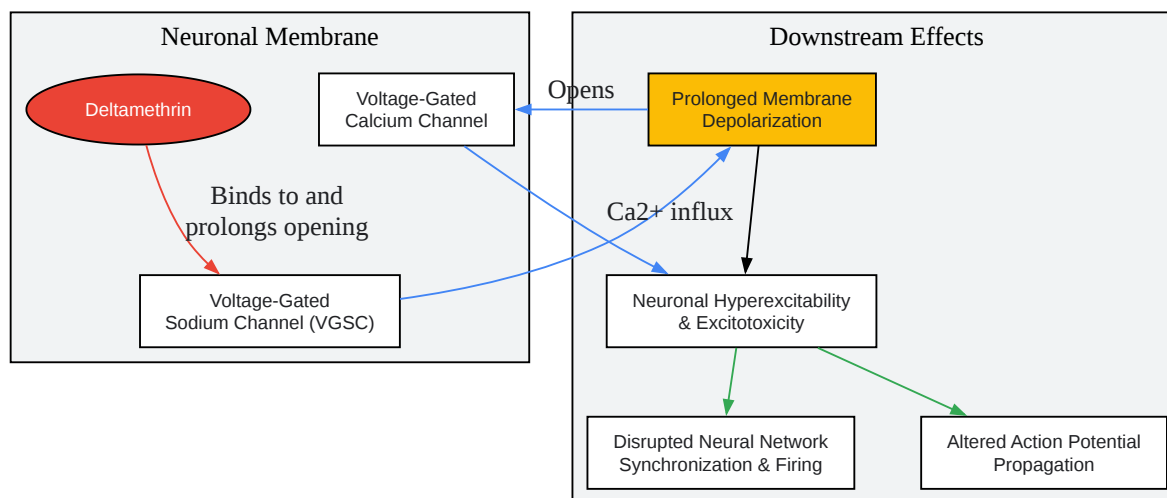 Neuronal Membrane
Deltamethrin
Voltage-Gated
Calcium Channel
Binds to and
prolongs opening
Voltage-Gated
Sodium Channel (VGSC)
Opens
Ca2+ influx
Downstream Effects
Prolonged Membrane
Depolarization
Neuronal Hyperexcitability
& Excitotoxicity
Disrupted Neural Network
Synchronization & Firing
Altered Action Potential
Propagation